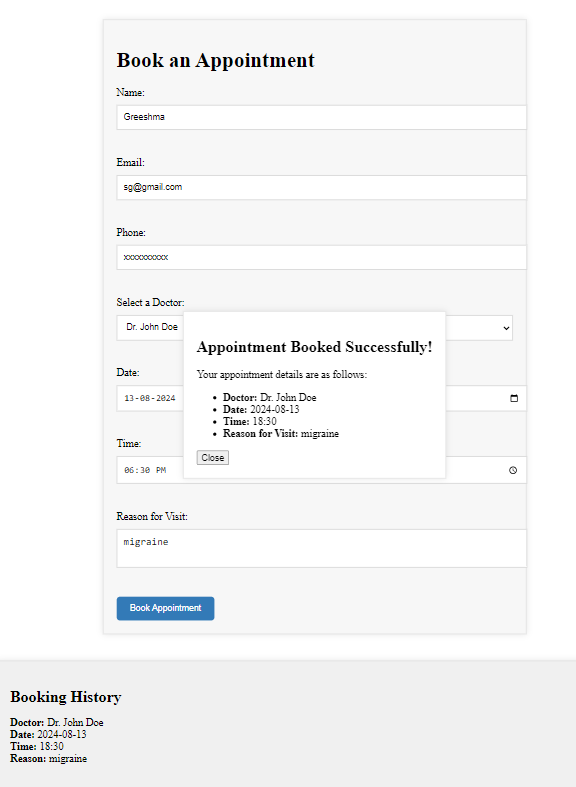 Book an Appointment
Name:
Greeshma
Email:
sg@gmail.com
Phone:
xxxxxxxxxx
Select a Doctor:
Dr. John Doe
Appointment Booked Successfully!
Your appointment details are as follows:
Doctor: Dr. John Doe
Date: 2024-08-13
Time: 18:30
Reason for Visit: migraine
Close
Date:
13-08-2024
Time:
06:30 PM
Reason for Visit:
migraine
Book Appointment
Booking History
Doctor: Dr. John Doe
Date: 2024-08-13
Time: 18:30
Reason: migraine